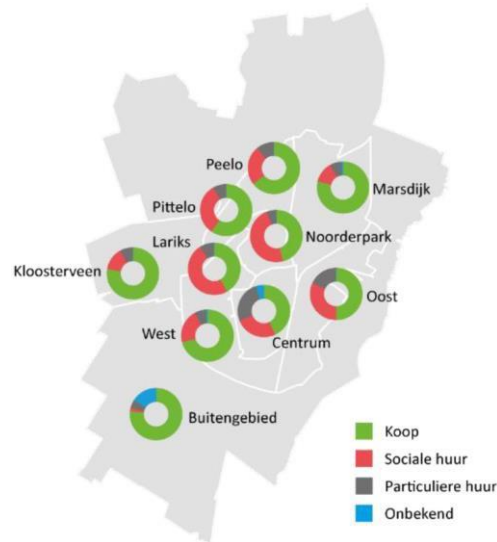 Peelo
Marsdijk
Pittelo
Noorderpark
Lariks
Kloosterveen
Oost
West
Centrum
Buitengebied
Koop
Sociale huur
Particuliere huur
Onbekend